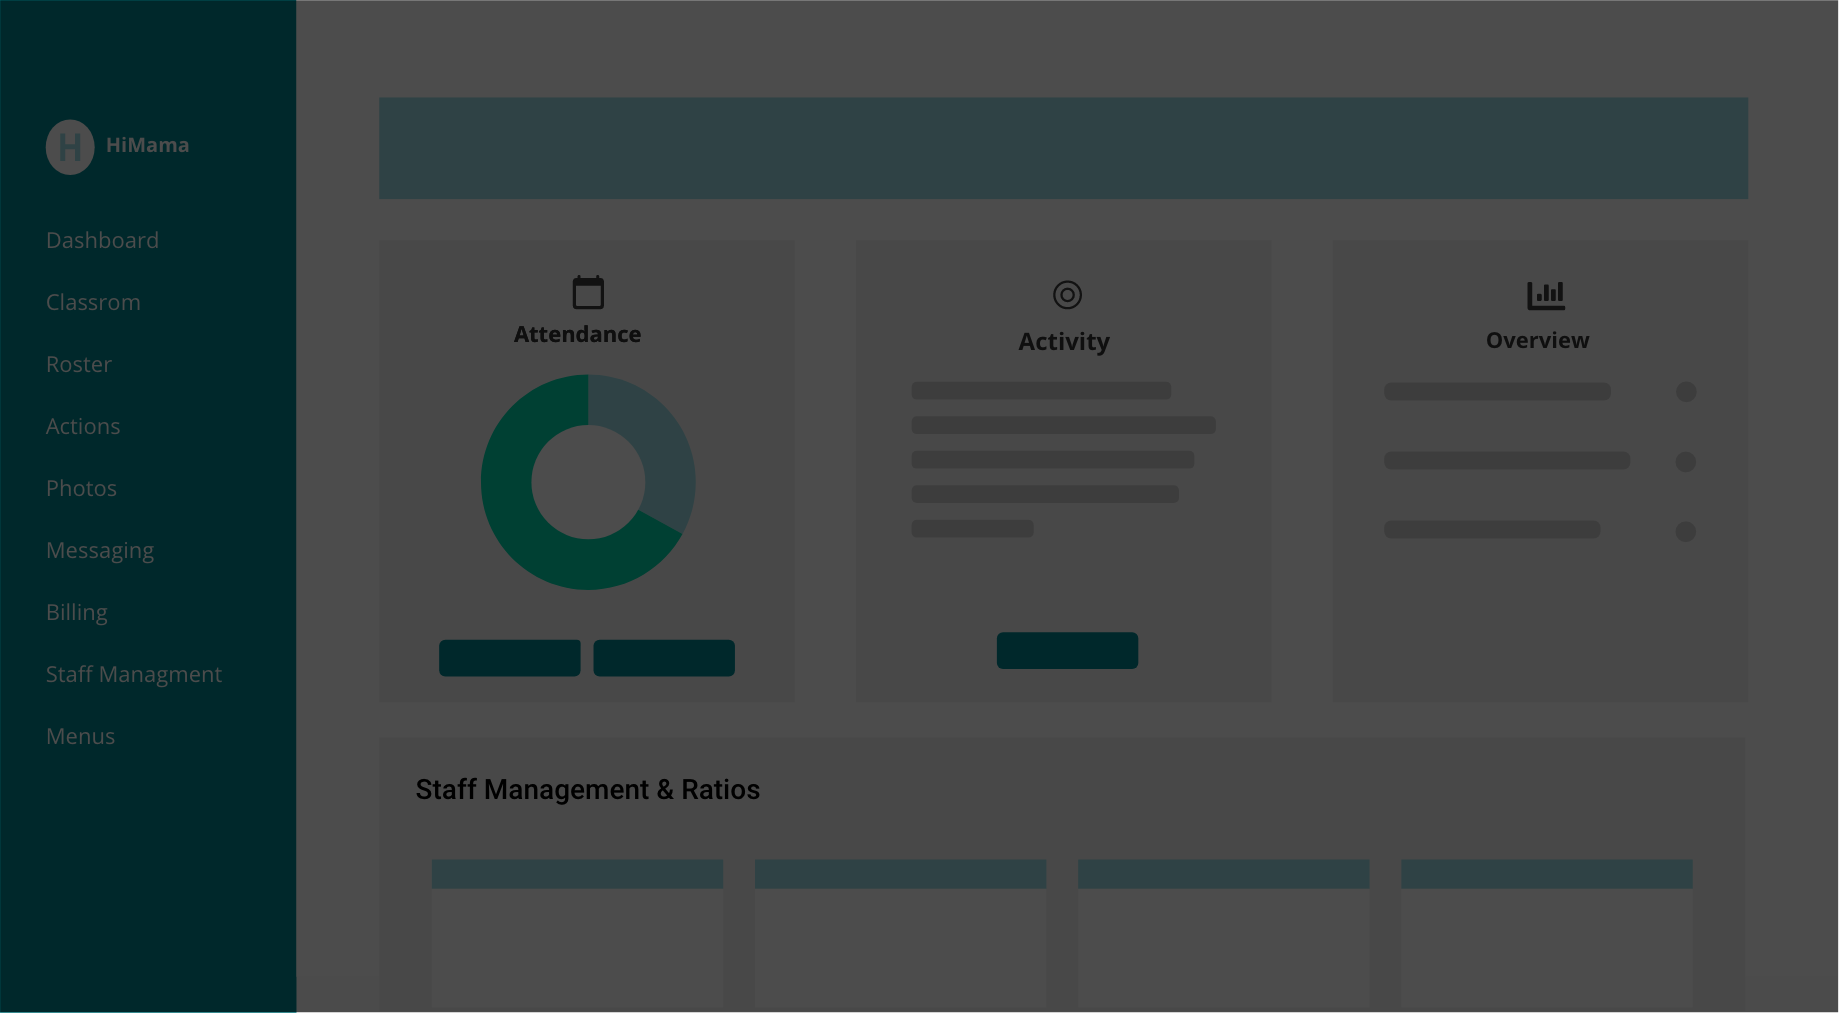 H
HiMama
Dashboard
Classrom
Roster
Actions
Photos
Messaging
Billing
Staff Managment
Menus
Attendance
Activity
Overview
Staff Management & Ratios